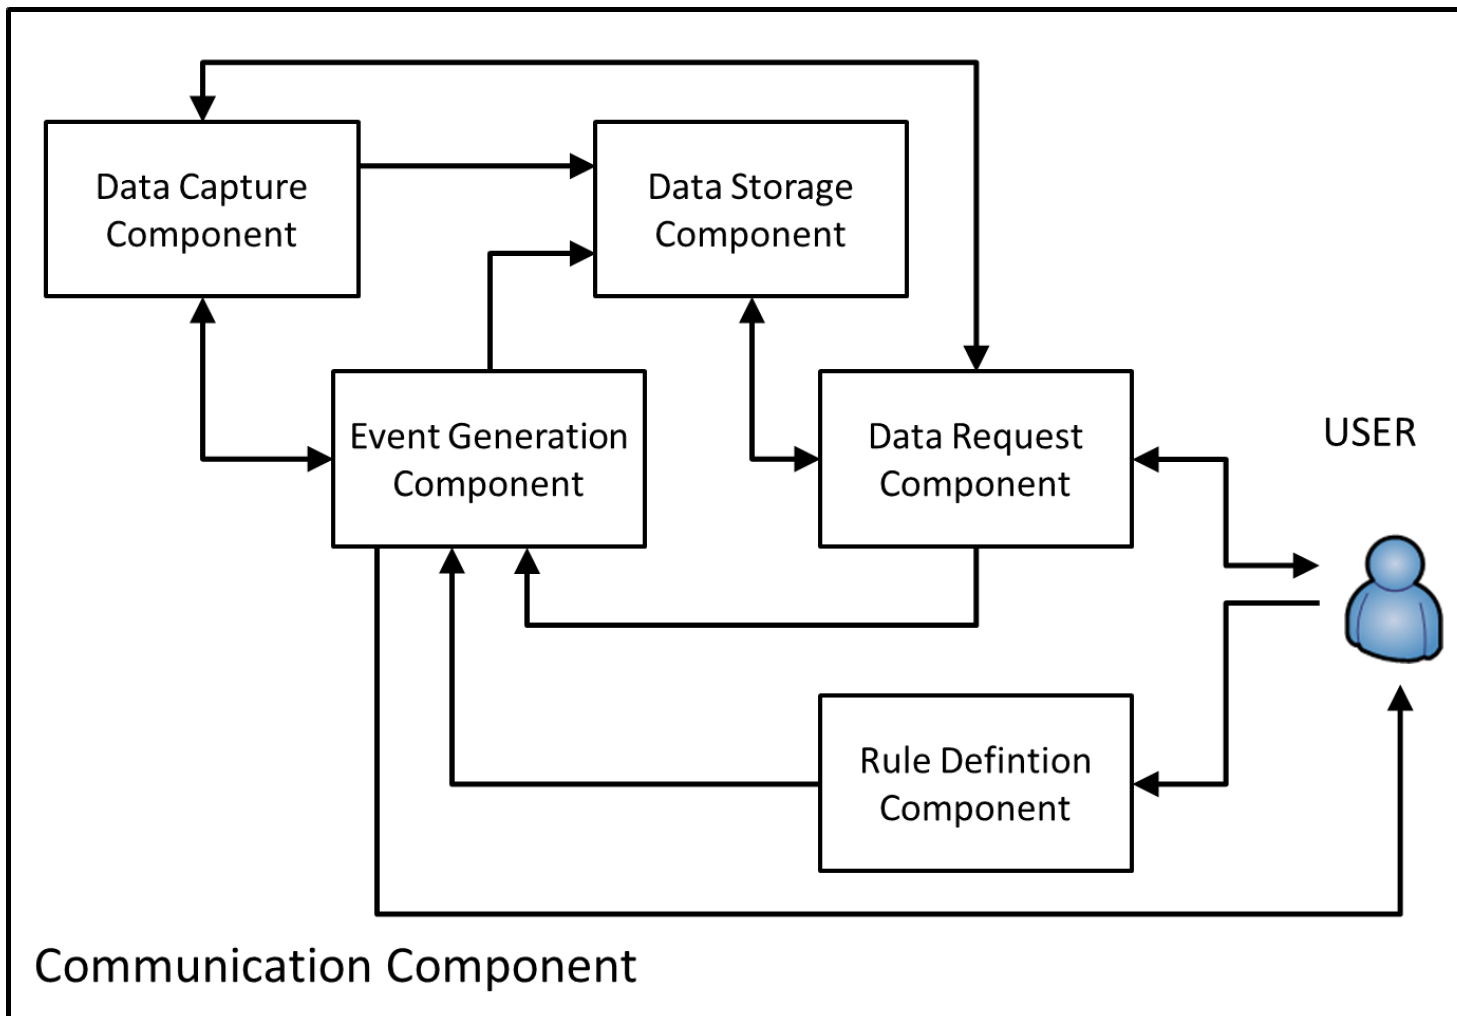 Data Capture
Component
Data Storage
Component
Event Generation
Component
Data Request
Component
USER
Rule Defintion
Component
Communication Component